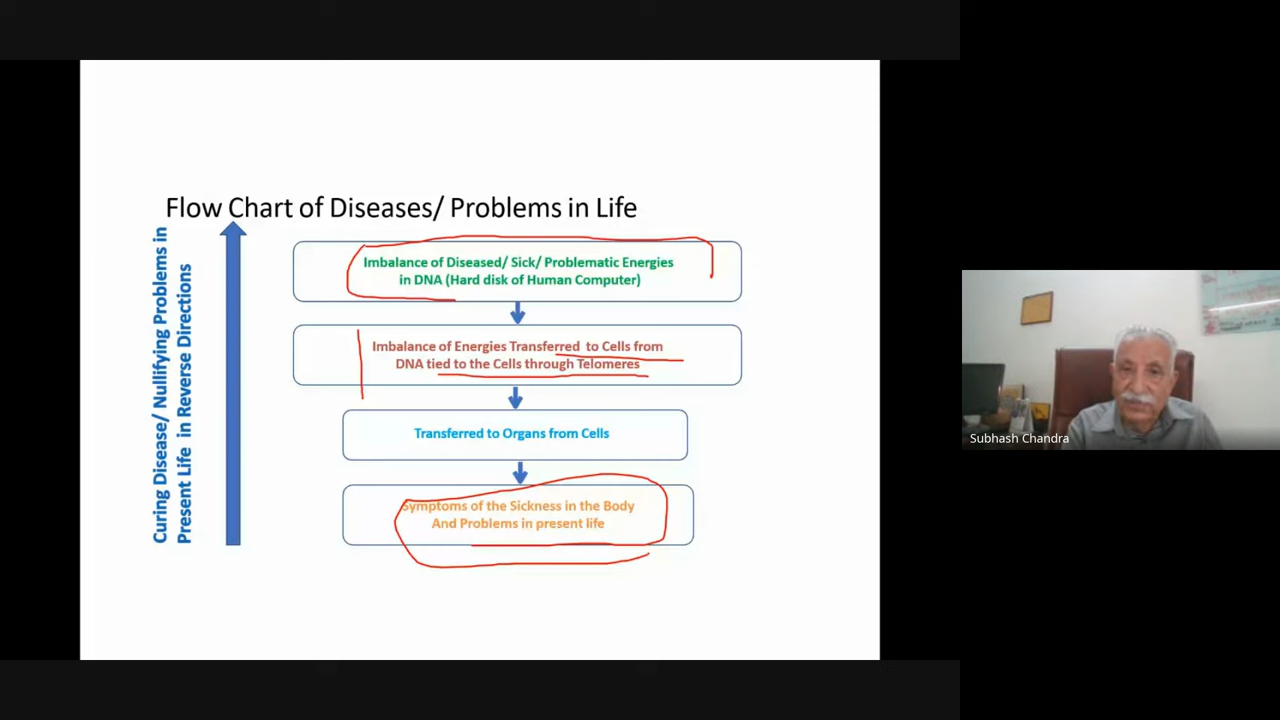 Flow Chart of Diseases/ Problems in Life
Curing Disease/ Nullifying Problems in
Present Life in Reverse Directions
Imbalance of Diseased/ Sick/ Problematic Energies
in DNA (Hard disk of Human Computer)
Imbalance of Energies Transferred to Cells from
DNA tied to the Cells through Telomeres
Transferred to Organs from Cells
Symptoms of the Sickness in the Body
And Problems in present life
Subhash Chandra